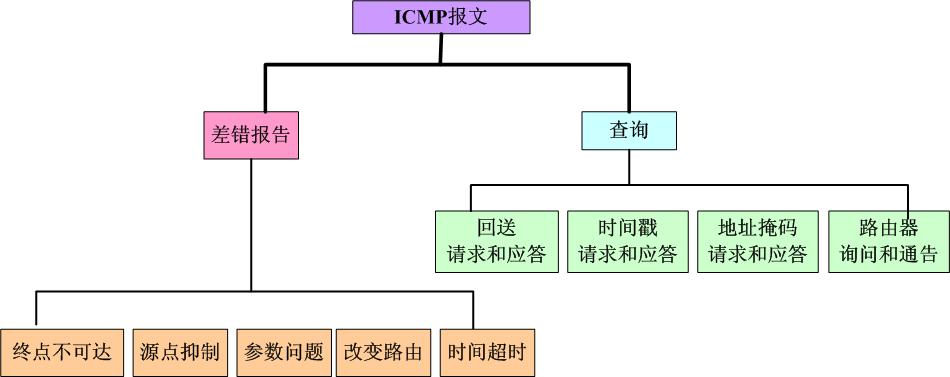 ICMP报文
差错报告
查询
回送
请求和应答
时间戳
请求和应答
地址掩码
请求和应答
路由器
询问和通告
终点不可达
源点抑制
参数问题
改变路由
时间超时